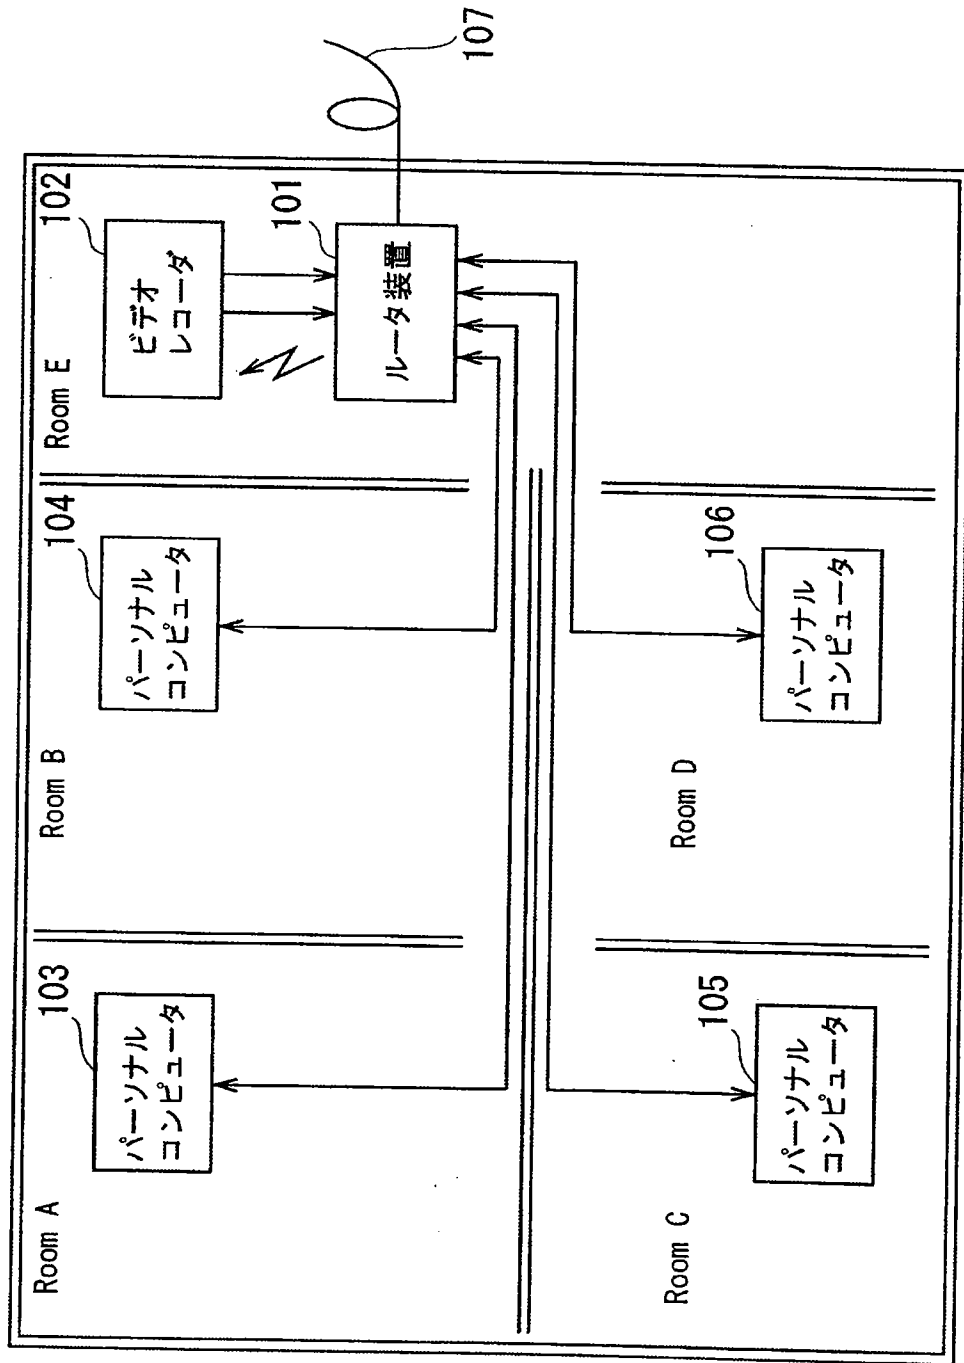 Room A
103
パーソナル
コンピュータ
Room B
104
パーソナル
コンピュータ
Room E
102
ビデオ
レコーダ
101
ルータ装置
107
Room C
105
パーソナル
コンピュータ
Room D
106
パーソナル
コンピュータ